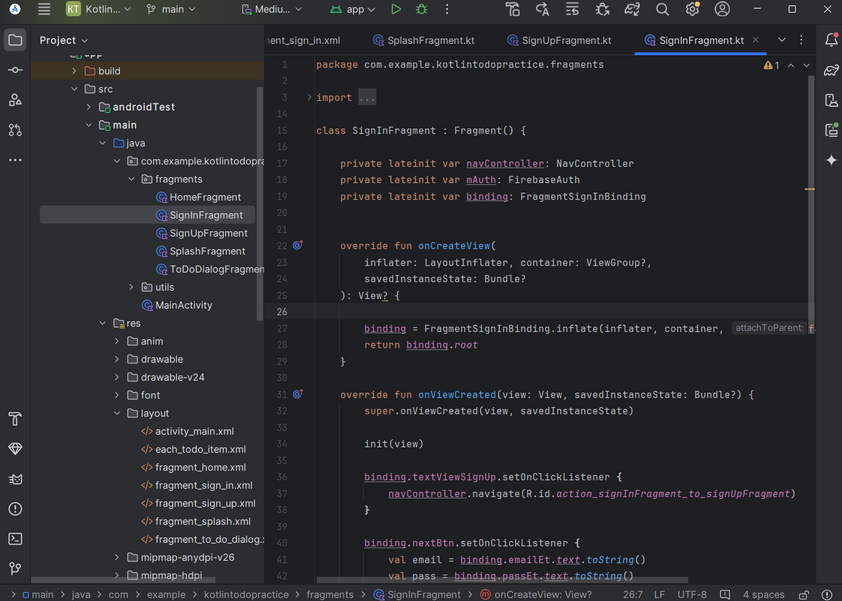 KT Kotlin... main Mediu... app
Project
ent_sign_in.xml SplashFragment.kt SignUpFragment.kt SignInFragment.kt
app
build
src
androidTest
main
java
com.example.kotlintodopra
fragments
HomeFragment
SignInFragment
SignUpFragment
SplashFragment
ToDoDialogFragmen
utils
MainActivity
res
anim
drawable
drawable-v24
font
layout
activity_main.xml
each_todo_item.xml
fragment_home.xml
fragment_sign_in.xml
fragment_sign_up.xml
fragment_splash.xml
fragment_to_do_dialog.
mipmap-anydpi-v26
mipmap-hdpi
1 package com.example.kotlintodopractice.fragments 1
2
3 import ...
14
15 class SignInFragment : Fragment() {
16
17 private lateinit var navController: NavController
18 private lateinit var mAuth: FirebaseAuth
19 private lateinit var binding: FragmentSignInBinding
20
21
22 override fun onCreateView(
23 inflater: LayoutInflater, container: ViewGroup?,
24 savedInstanceState: Bundle?
25 ): View? {
26
27 binding = FragmentSignInBinding.inflate(inflater, container, attachToParent: f
28 return binding.root
29 }
30
31 override fun onViewCreated(view: View, savedInstanceState: Bundle?) {
32 super.onViewCreated(view, savedInstanceState)
33
34 init(view)
35
36 binding.textViewSignUp.setOnClickListener {
37 navController.navigate(R.id.action_signInFragment_to_signUpFragment)
38 }
39
40 binding.nextBtn.setOnClickListener {
41 val email = binding.emailEt.text.toString()
42 val pass = binding.passEt.text.toString()
main > java > com > example > kotlintodopractice > fragments > SignInFragment > onCreateView: View? 26:7 LF UTF-8 4 spaces